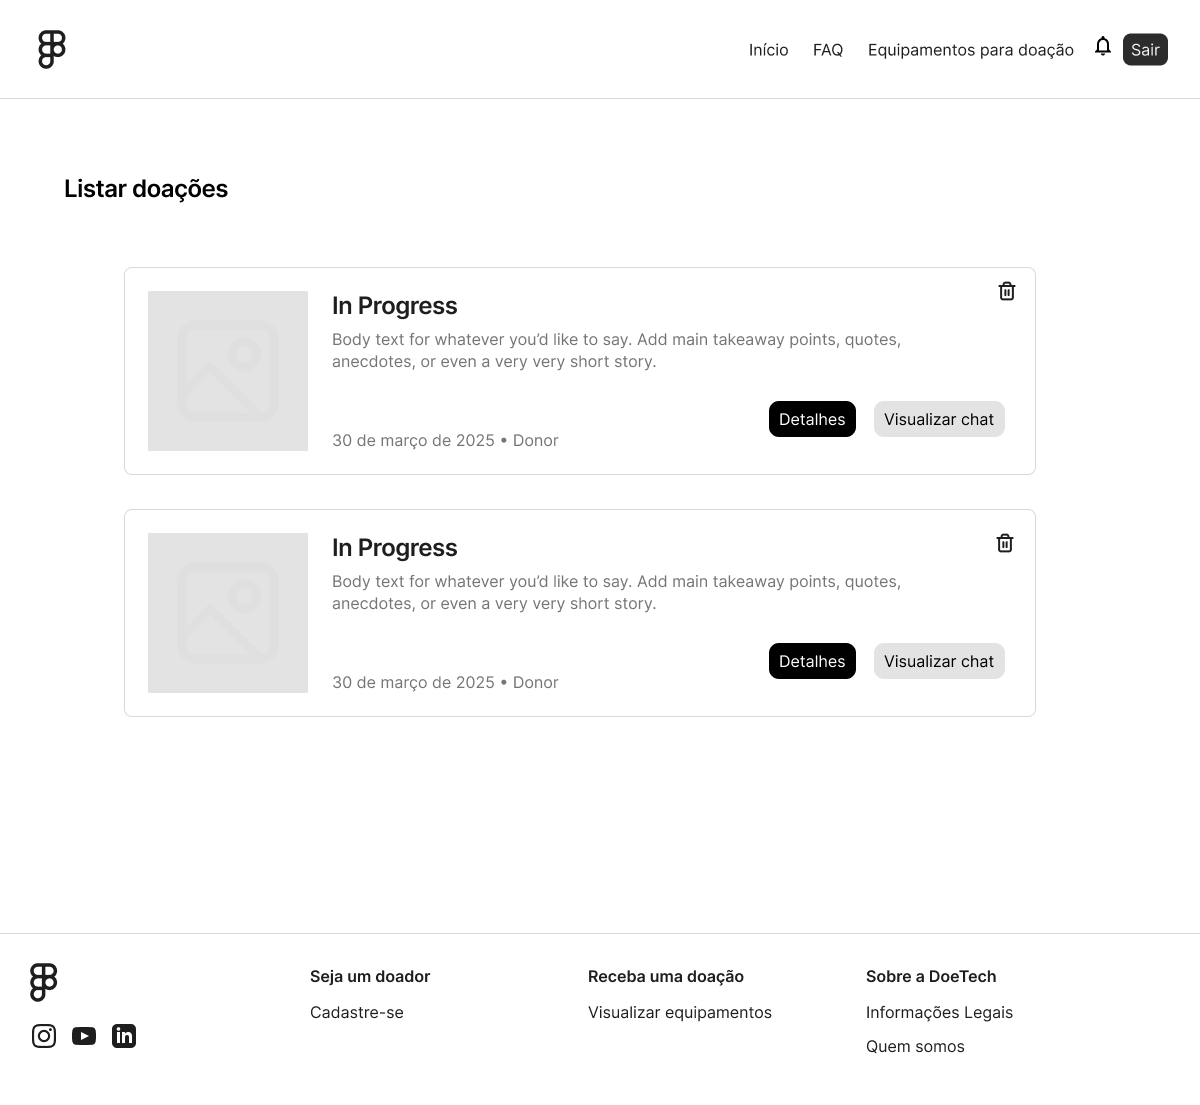 Início FAQ Equipamentos para doação Sair
Listar doações
In Progress
Body text for whatever you’d like to say. Add main takeaway points, quotes,
anecdotes, or even a very very short story.
Detalhes Visualizar chat
30 de março de 2025 • Donor
In Progress
Body text for whatever you’d like to say. Add main takeaway points, quotes,
anecdotes, or even a very very short story.
Detalhes Visualizar chat
30 de março de 2025 • Donor
Seja um doador
Cadastre-se
Receba uma doação
Visualizar equipamentos
Sobre a DoeTech
Informações Legais
Quem somos